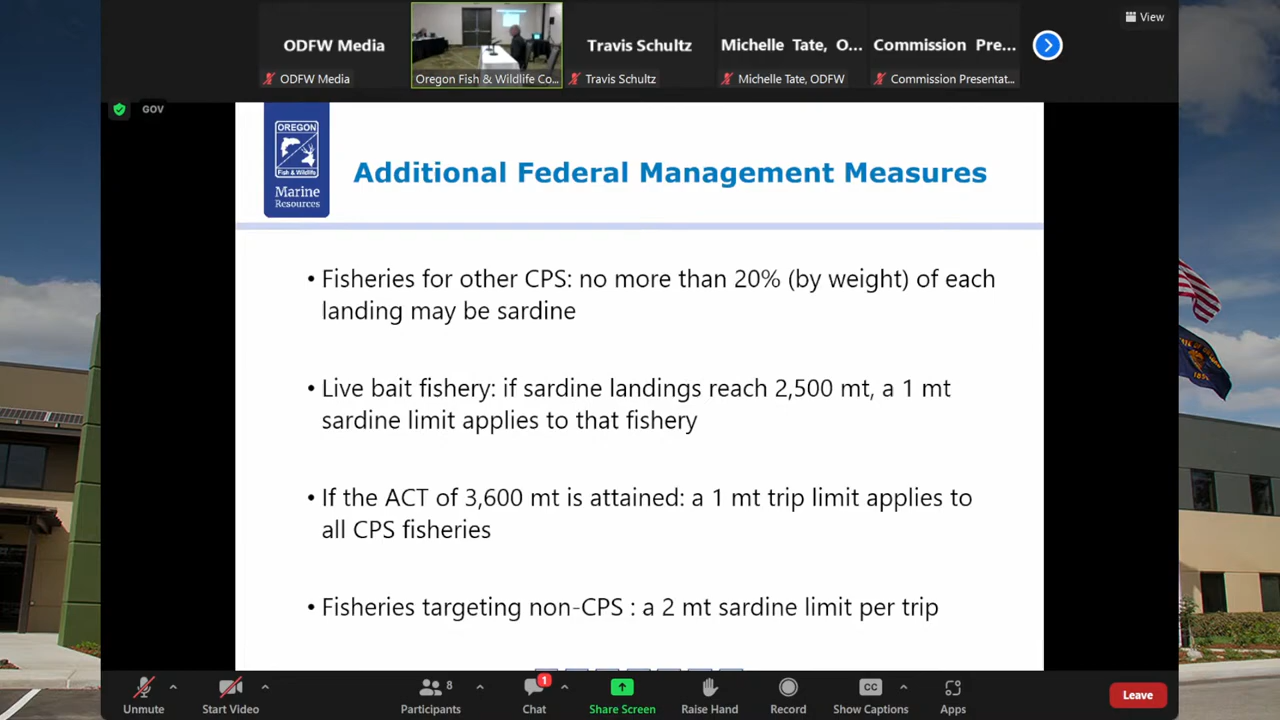 View
ODFW Media
Travis Schultz
Michelle Tate, O...
Commission Pre...
ODFW Media
Oregon Fish & Wildlife Co...
Travis Schultz
Michelle Tate, ODFW
Commission Presentat...
GOV
OREGON
Fish & Wildlife
Marine
Resources
Additional Federal Management Measures
• Fisheries for other CPS: no more than 20% (by weight) of each
landing may be sardine
• Live bait fishery: if sardine landings reach 2,500 mt, a 1 mt
sardine limit applies to that fishery
• If the ACT of 3,600 mt is attained: a 1 mt trip limit applies to
all CPS fisheries
• Fisheries targeting non-CPS : a 2 mt sardine limit per trip
8
1
CC
Unmute
Start Video
Participants
Chat
Share Screen
Raise Hand
Record
Show Captions
Apps
Leave